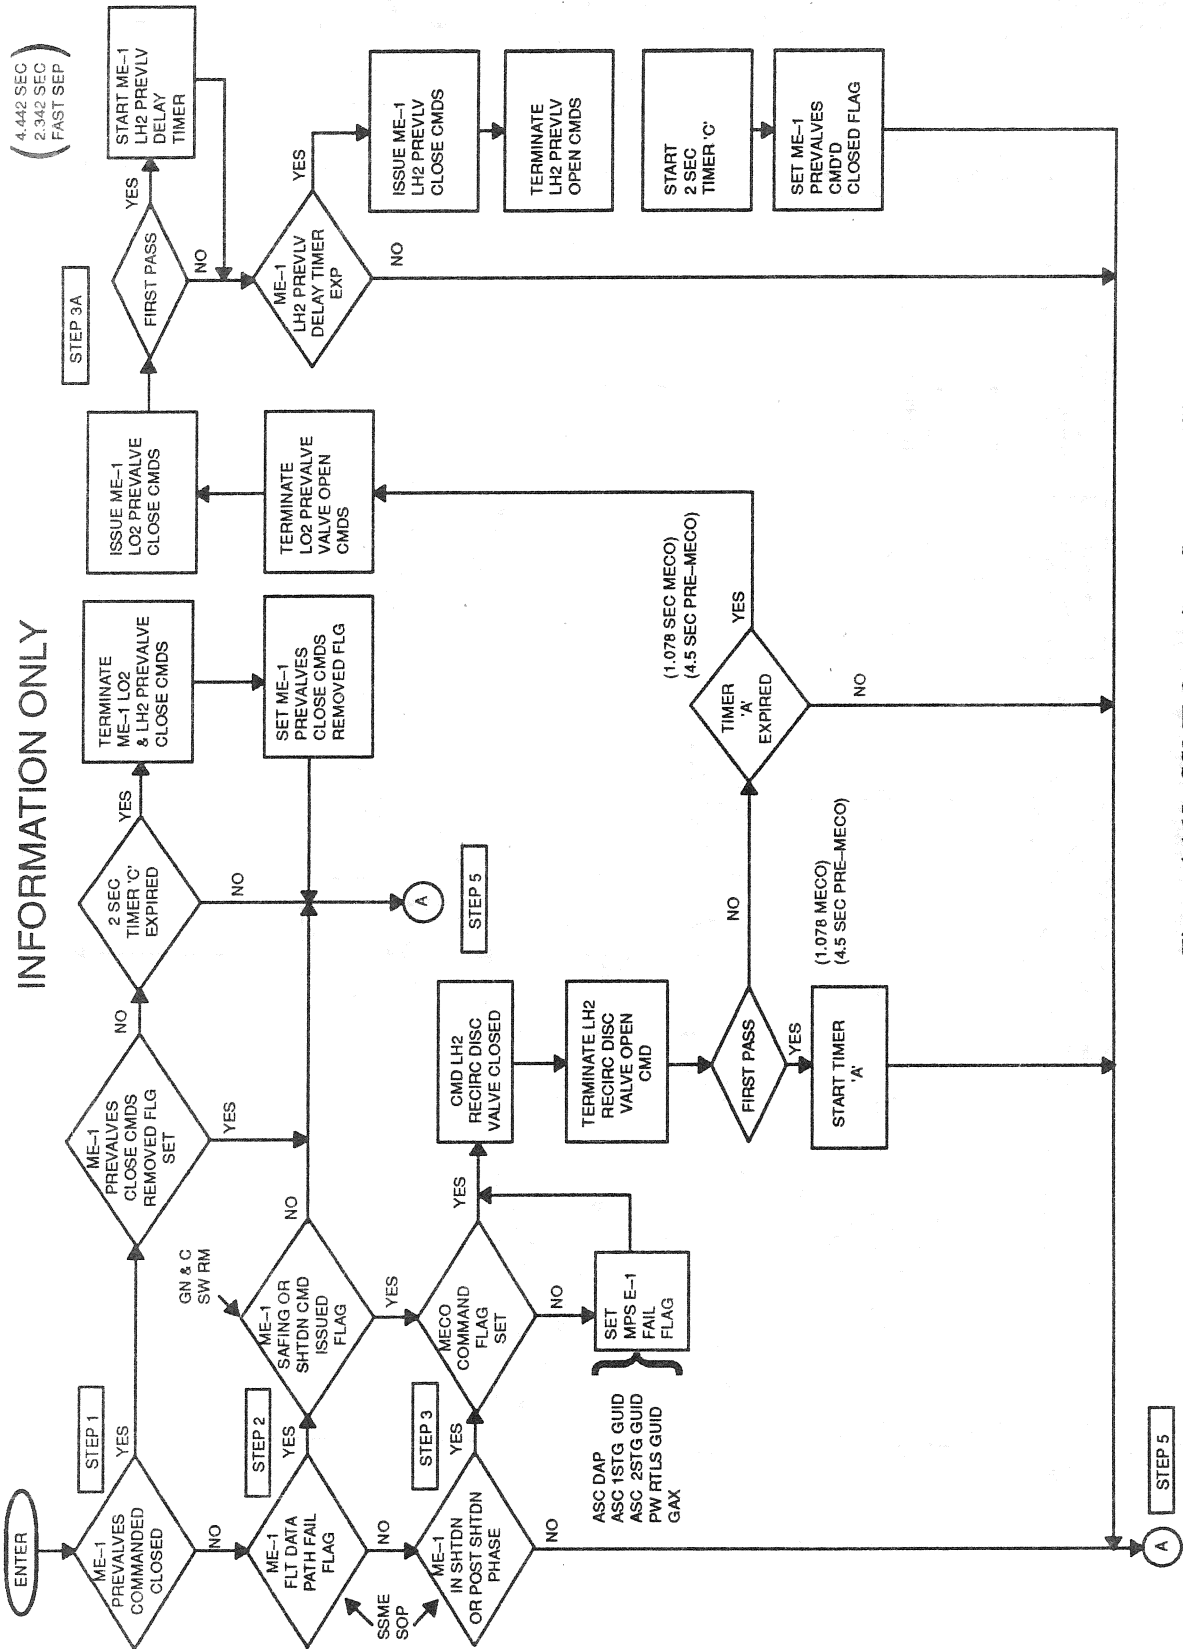 INFORMATION ONLY
ENTER
ME–1
PREVALVES
COMMANDED
CLOSED
YES
NO
STEP 1
ME–1
PREVALVES
CLOSE CMDS
REMOVED FLG
SET
NO
YES
2 SEC
TIMER 'C'
EXPIRED
YES
NO
TERMINATE
ME–1 LO2
& LH2 PREVALVE
CLOSE CMDS
SET ME–1
PREVALVES
CLOSE CMDS
REMOVED FLG
A
STEP 5
ME–1
FLT DATA
PATH FAIL
FLAG
YES
NO
STEP 2
SSME
SOP
GN & C
SW RM
ME–1
SAFING OR
SHTDN CMD
ISSUED
FLAG
NO
YES
ME–1
IN SHTDN
OR POST SHTDN
PHASE
YES
NO
STEP 3
MECO
COMMAND
FLAG
SET
YES
NO
SET
MPS E–1
FAIL
FLAG
ASC DAP
ASC 1STG GUID
ASC 2STG GUID
PW RTLS GUID
GAX
CMD LH2
RECIRC DISC
VALVE CLOSED
TERMINATE LH2
RECIRC DISC
VALVE OPEN
CMD
FIRST PASS
NO
YES
START TIMER
'A'
(1.078 MECO)
(4.5 SEC PRE–MECO)
TIMER
'A'
EXPIRED
YES
NO
(1.078 SEC MECO)
(4.5 SEC PRE–MECO)
TERMINATE
LO2 PREVALVE
VALVE OPEN
CMDS
ISSUE ME–1
LO2 PREVALVE
CLOSE CMDS
STEP 3A
FIRST PASS
YES
NO
START ME–1
LH2 PREVLV
DELAY
TIMER
(4.442 SEC
2.342 SEC
FAST SEP)
ME–1
LH2 PREVLV
DELAY TIMER
EXP
YES
NO
ISSUE ME–1
LH2 PREVLV
CLOSE CMDS
TERMINATE
LH2 PREVLV
OPEN CMDS
START
2 SEC
TIMER 'C'
SET ME–1
PREVALVES
CMD'D
CLOSED FLAG
A
STEP 5